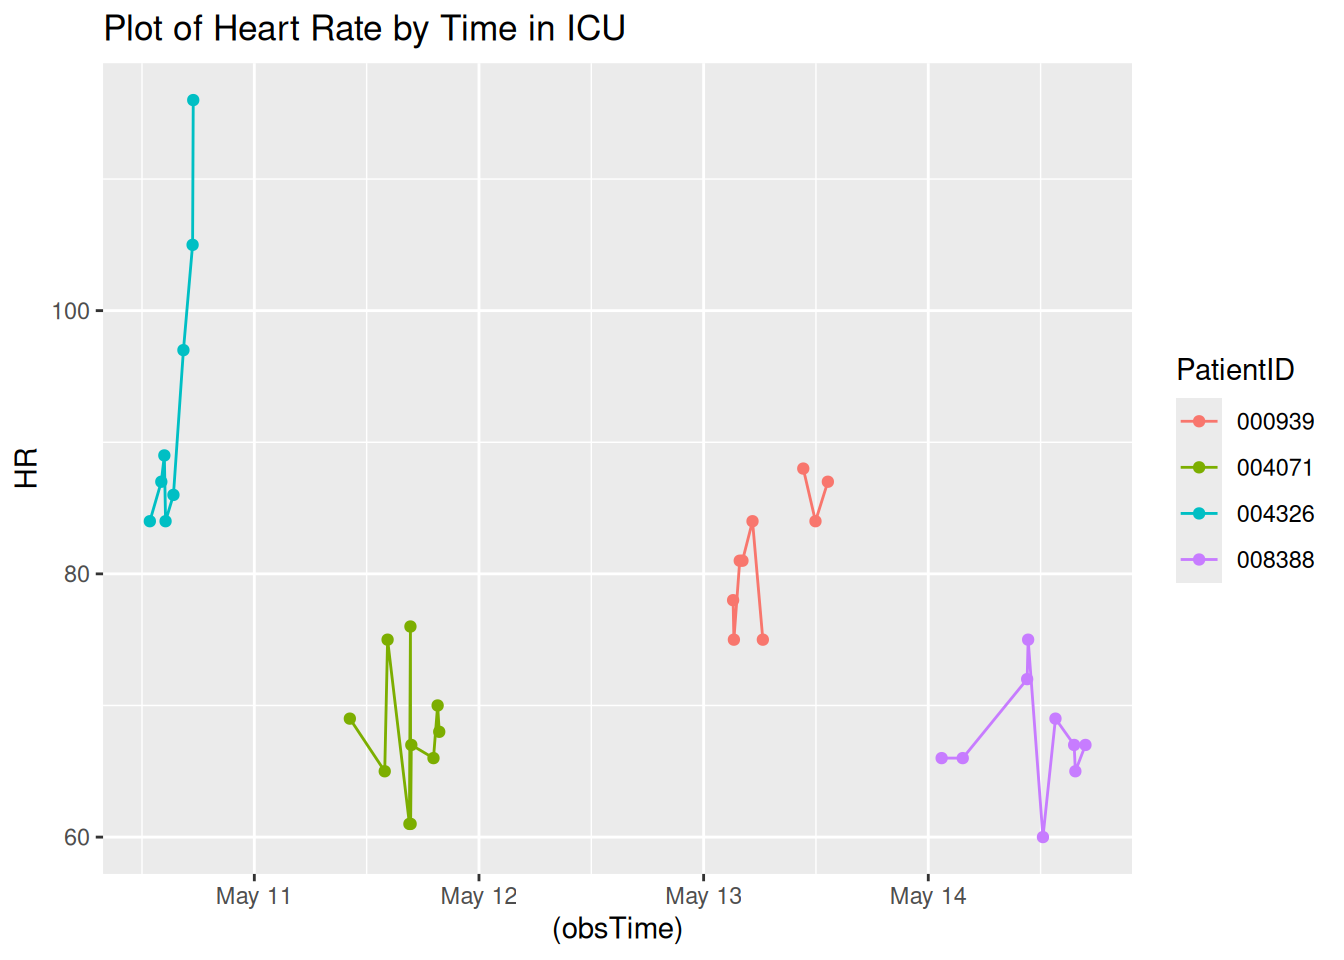 Plot of Heart Rate by Time in ICU
HR
100
80
60
May 11
May 12
May 13
May 14
(obsTime)
PatientID
000939
004071
004326
008388